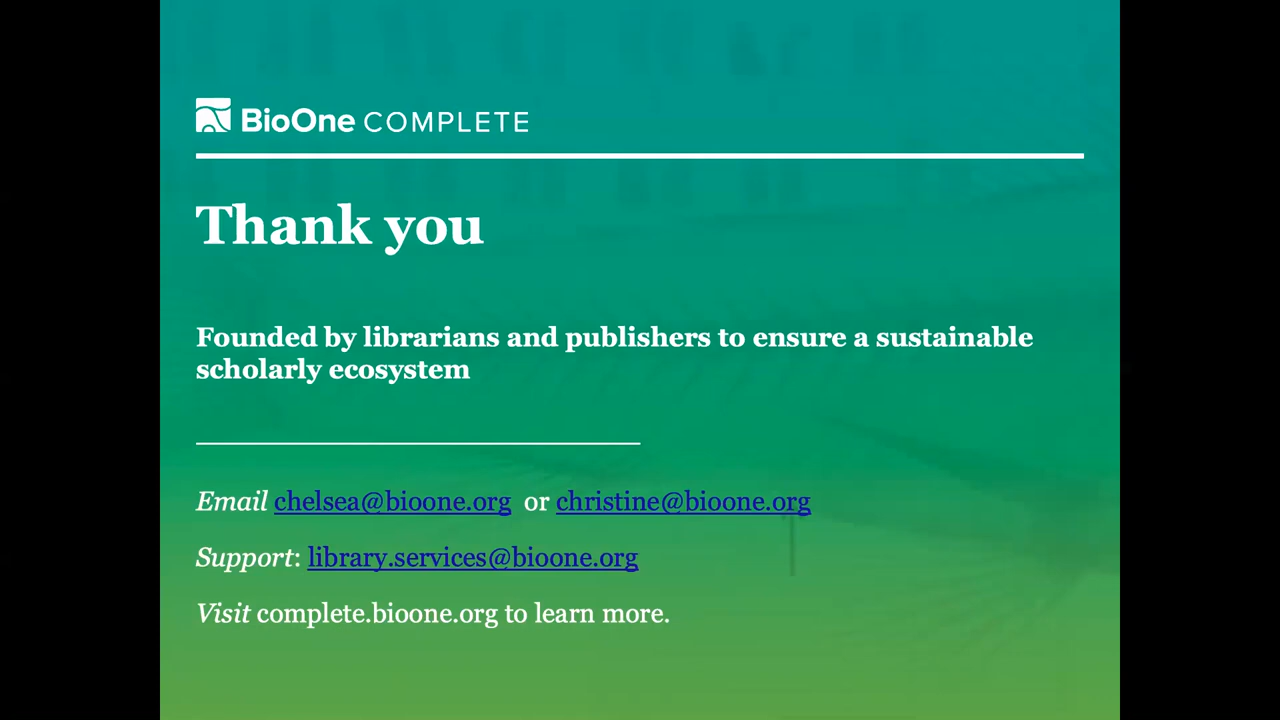 BioOne COMPLETE
Thank you
Founded by librarians and publishers to ensure a sustainable
scholarly ecosystem
Email chelsea@bioone.org or christine@bioone.org
Support: library.services@bioone.org
Visit complete.bioone.org to learn more.